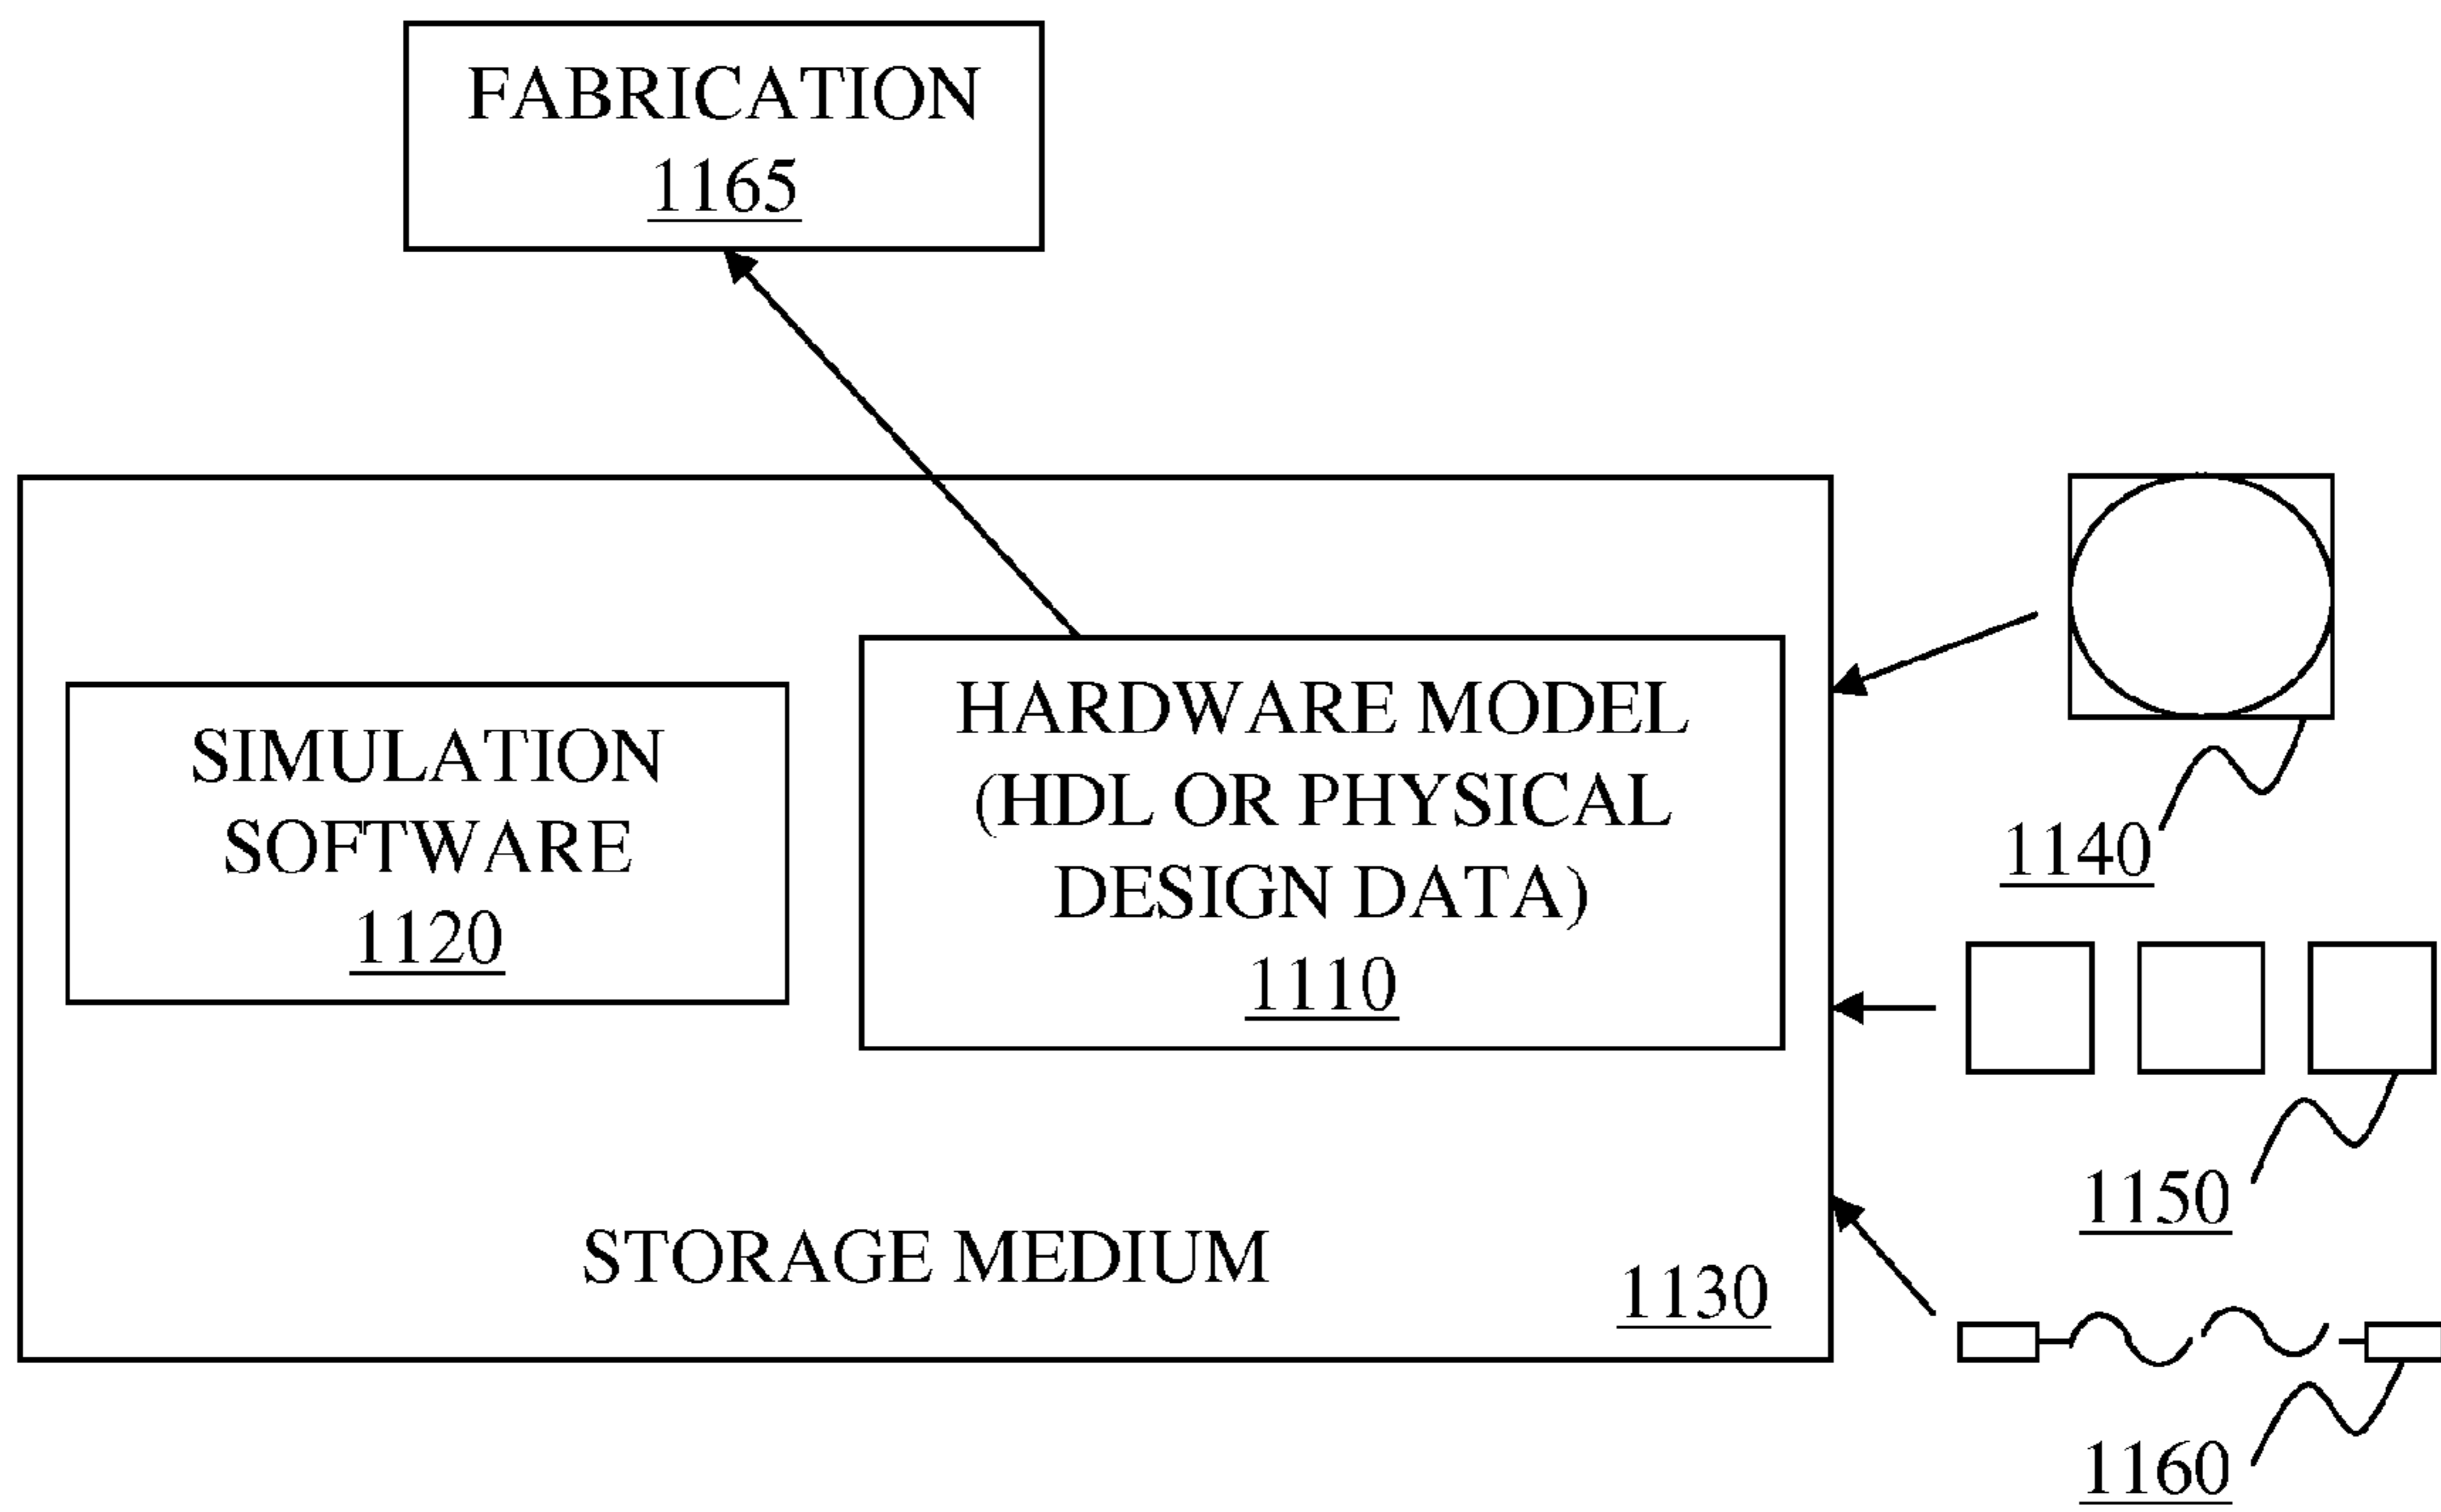 FABRICATION
1165
SIMULATION
SOFTWARE
1120
HARDWARE MODEL
(HDL OR PHYSICAL
DESIGN DATA)
1110
STORAGE MEDIUM
1130
1140
1150
1160